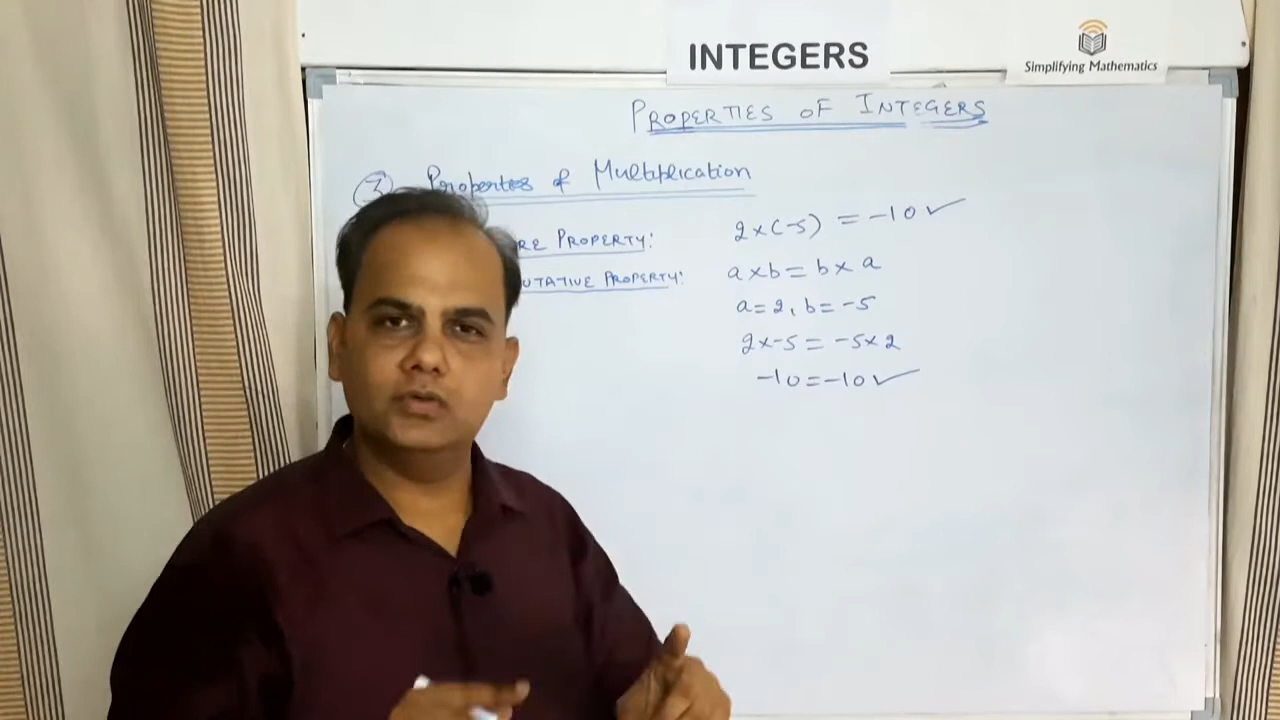 INTEGERS
Simplifying Mathematics
PROPERTIES OF INTEGERS
③ Properties of Multiplication
RE PROPERTY: 2×(-5) = -10 ✓
UTATIVE PROPERTY: a×b=b×a
a=2, b=-5
2×-5 = -5×2
-10=-10 ✓